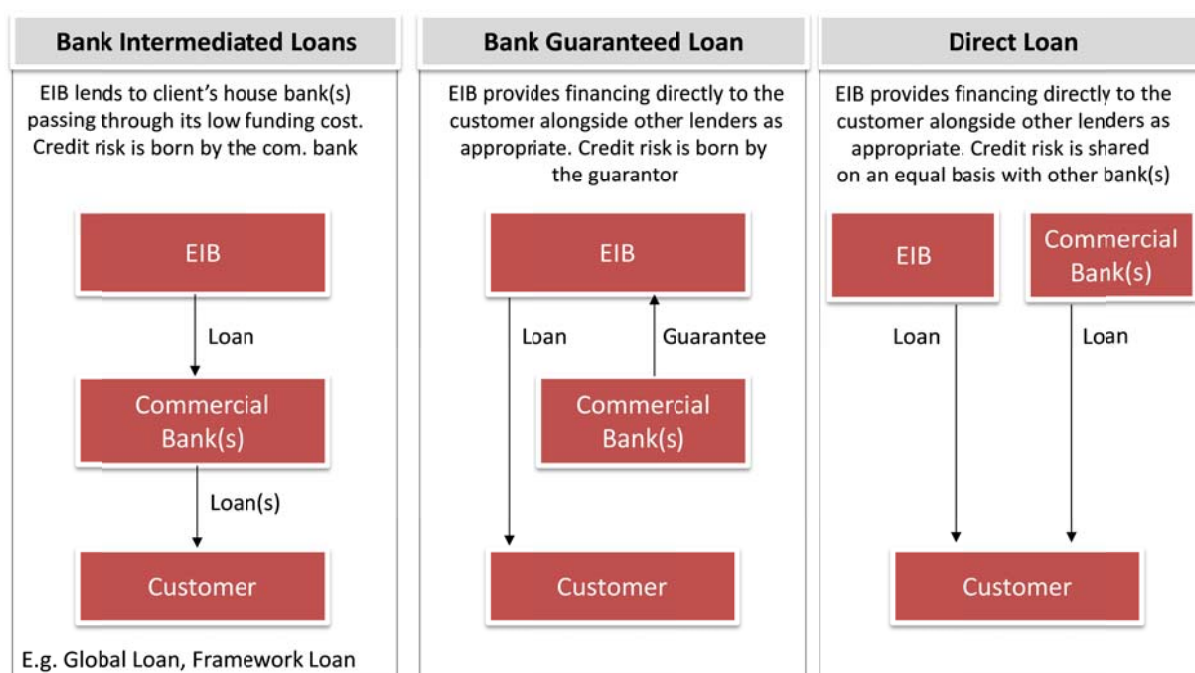 Bank Intermediated Loans
EIB lends to client's house bank(s)
passing through its low funding cost.
Credit risk is born by the com. bank
EIB
Loan
Commercial
Bank(s)
Loan(s)
Customer
E.g. Global Loan, Framework Loan
Bank Guaranteed Loan
EIB provides financing directly to the
customer alongside other lenders as
appropriate. Credit risk is born by
the guarantor
EIB
Loan
Guarantee
Commercial
Bank(s)
Customer
Direct Loan
EIB provides financing directly to the
customer alongside other lenders as
appropriate. Credit risk is shared
on an equal basis with other bank(s)
EIB
Commercial
Bank(s)
Loan
Loan
Customer